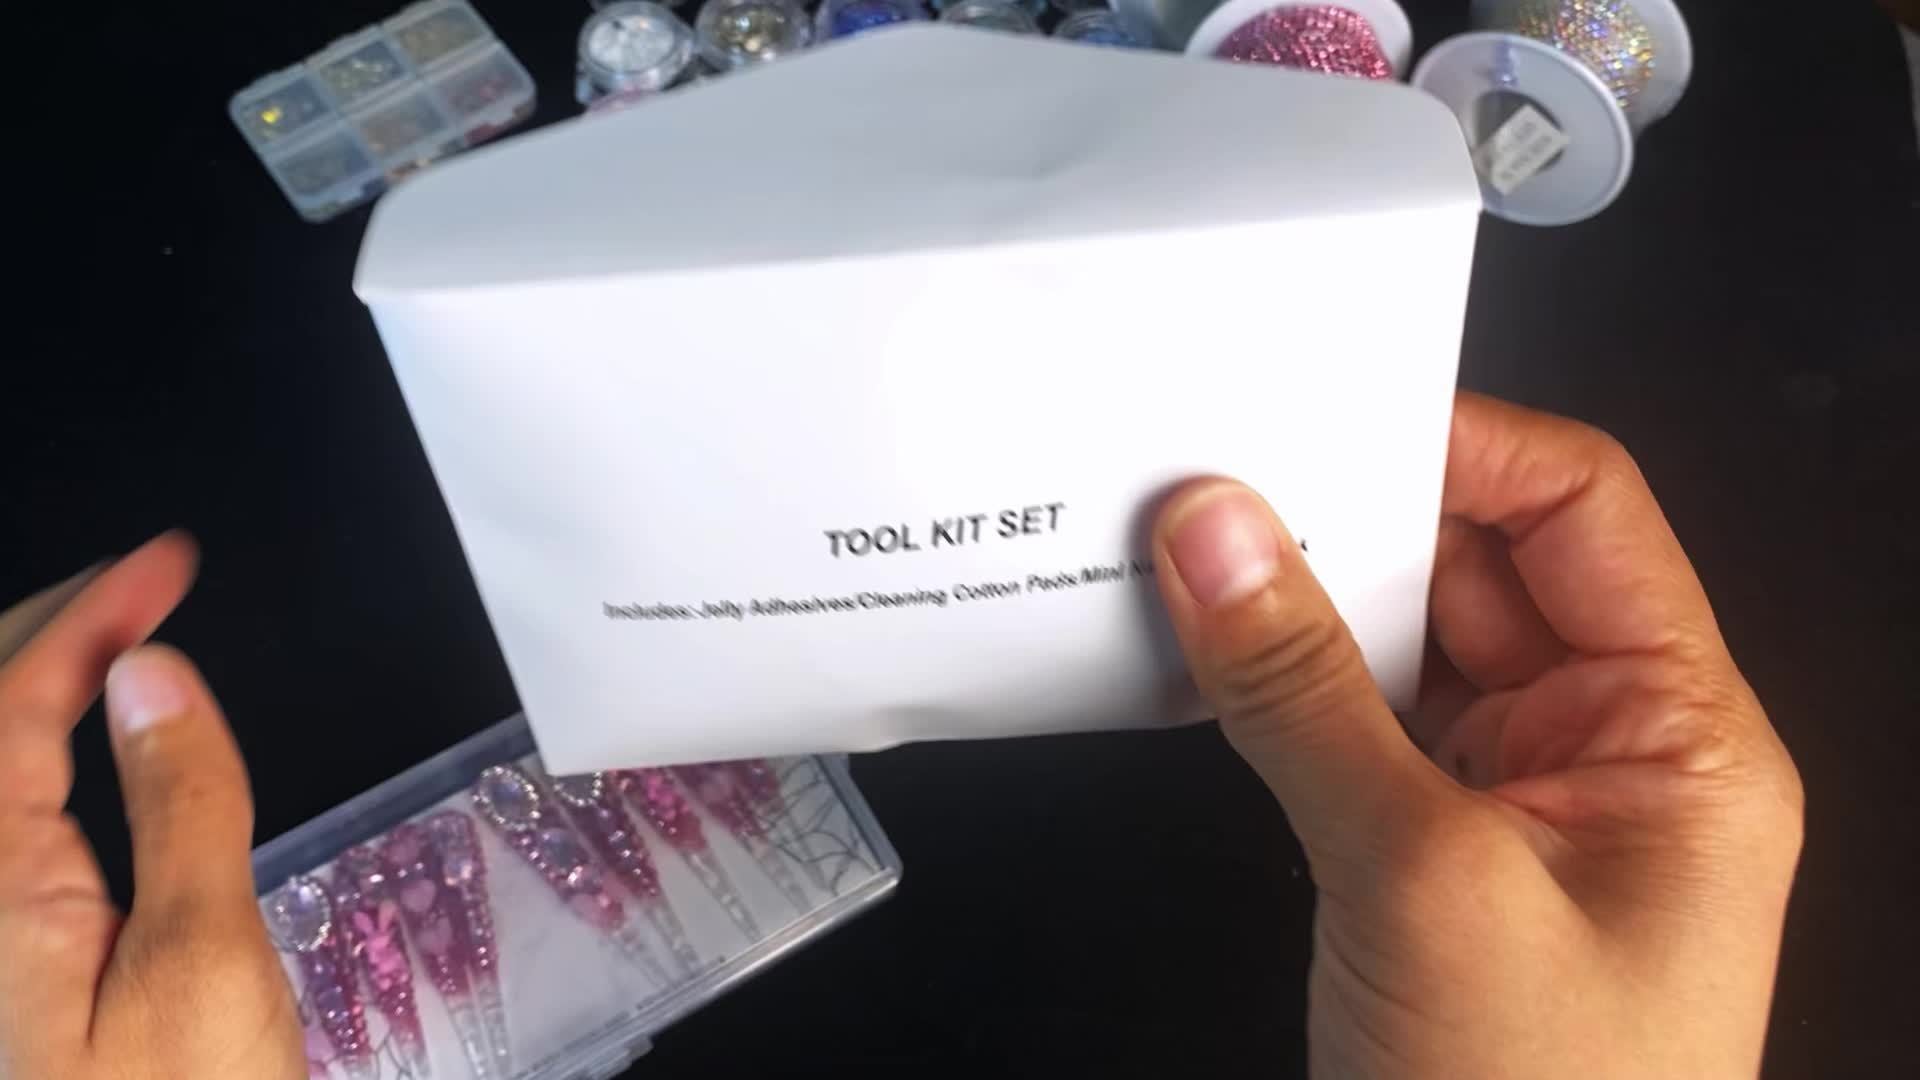 TOOL KIT SET
Includes: Jelly Adhesives/Cleaning Cotton Pads/Mini